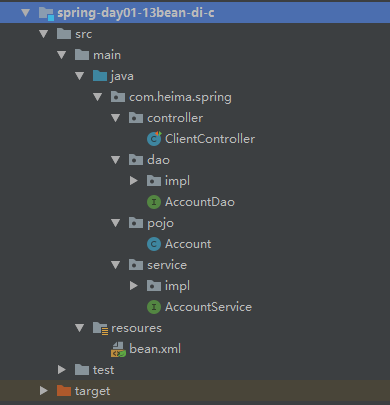 spring-day01-13bean-di-c
src
main
java
com.heima.spring
controller
ClientController
dao
impl
AccountDao
pojo
Account
service
impl
AccountService
resoures
bean.xml
test
target